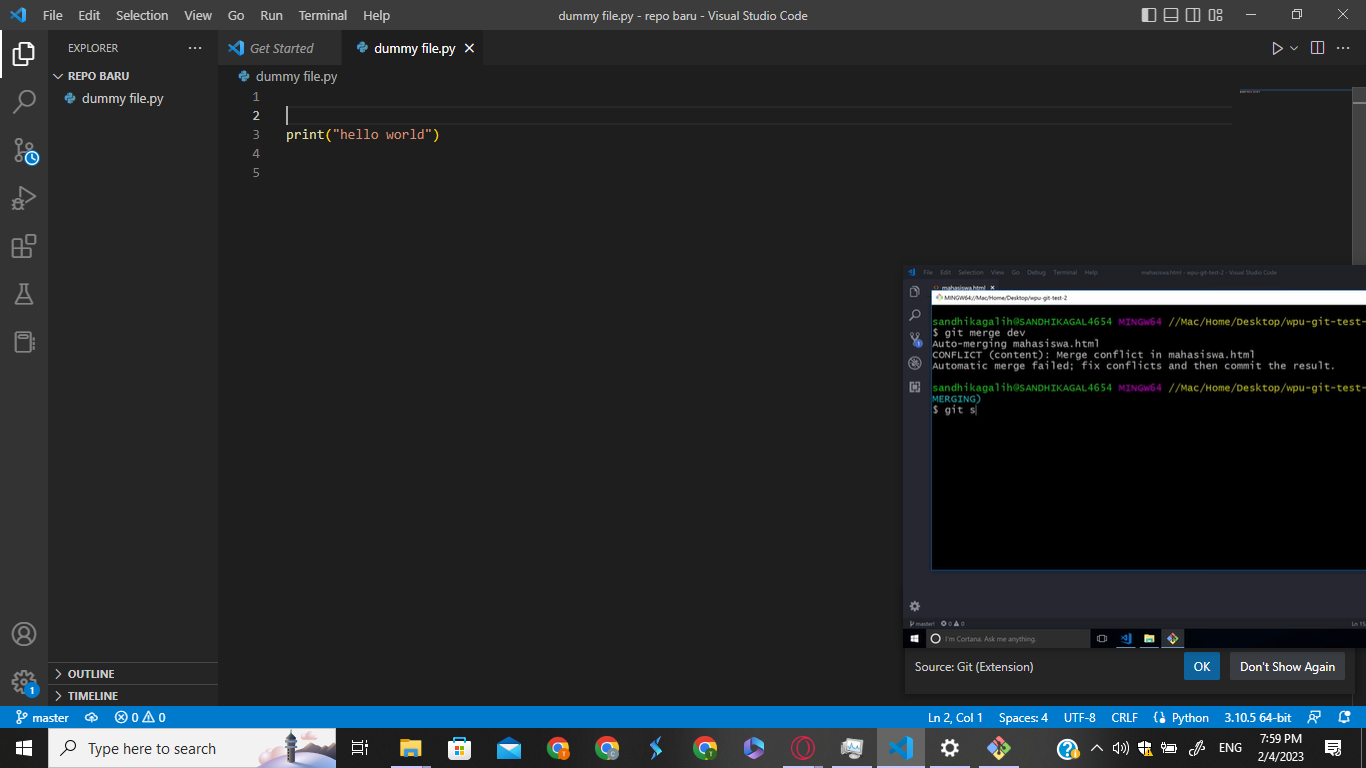 File Edit Selection View Go Run Terminal Help dummy file.py - repo baru - Visual Studio Code
EXPLORER
Get Started
dummy file.py
REPO BARU
dummy file.py
dummy file.py
1
2
3 print("hello world")
4
5
File Edit Selection View Go Debug Terminal Help mahasiswa.html - wpu-git-test-2 - Visual Studio Code
mahasiswa.html
MINGW64://Mac/Home/Desktop/wpu-git-test-2
sandhikagalih@SANDHIKAGAL4654 MINGW64 //Mac/Home/Desktop/wpu-git-test-
$ git merge dev
Auto-merging mahasiswa.html
CONFLICT (content): Merge conflict in mahasiswa.html
Automatic merge failed; fix conflicts and then commit the result.
sandhikagalih@SANDHIKAGAL4654 MINGW64 //Mac/Home/Desktop/wpu-git-test-
MERGING)
$ git s
master! 0 0 Ln 15
I'm Cortana. Ask me anything.
Source: Git (Extension) OK Don't Show Again
OUTLINE
TIMELINE
1
master 0 0 Ln 2, Col 1 Spaces: 4 UTF-8 CRLF Python 3.10.5 64-bit
Type here to search
ENG
7:59 PM
2/4/2023